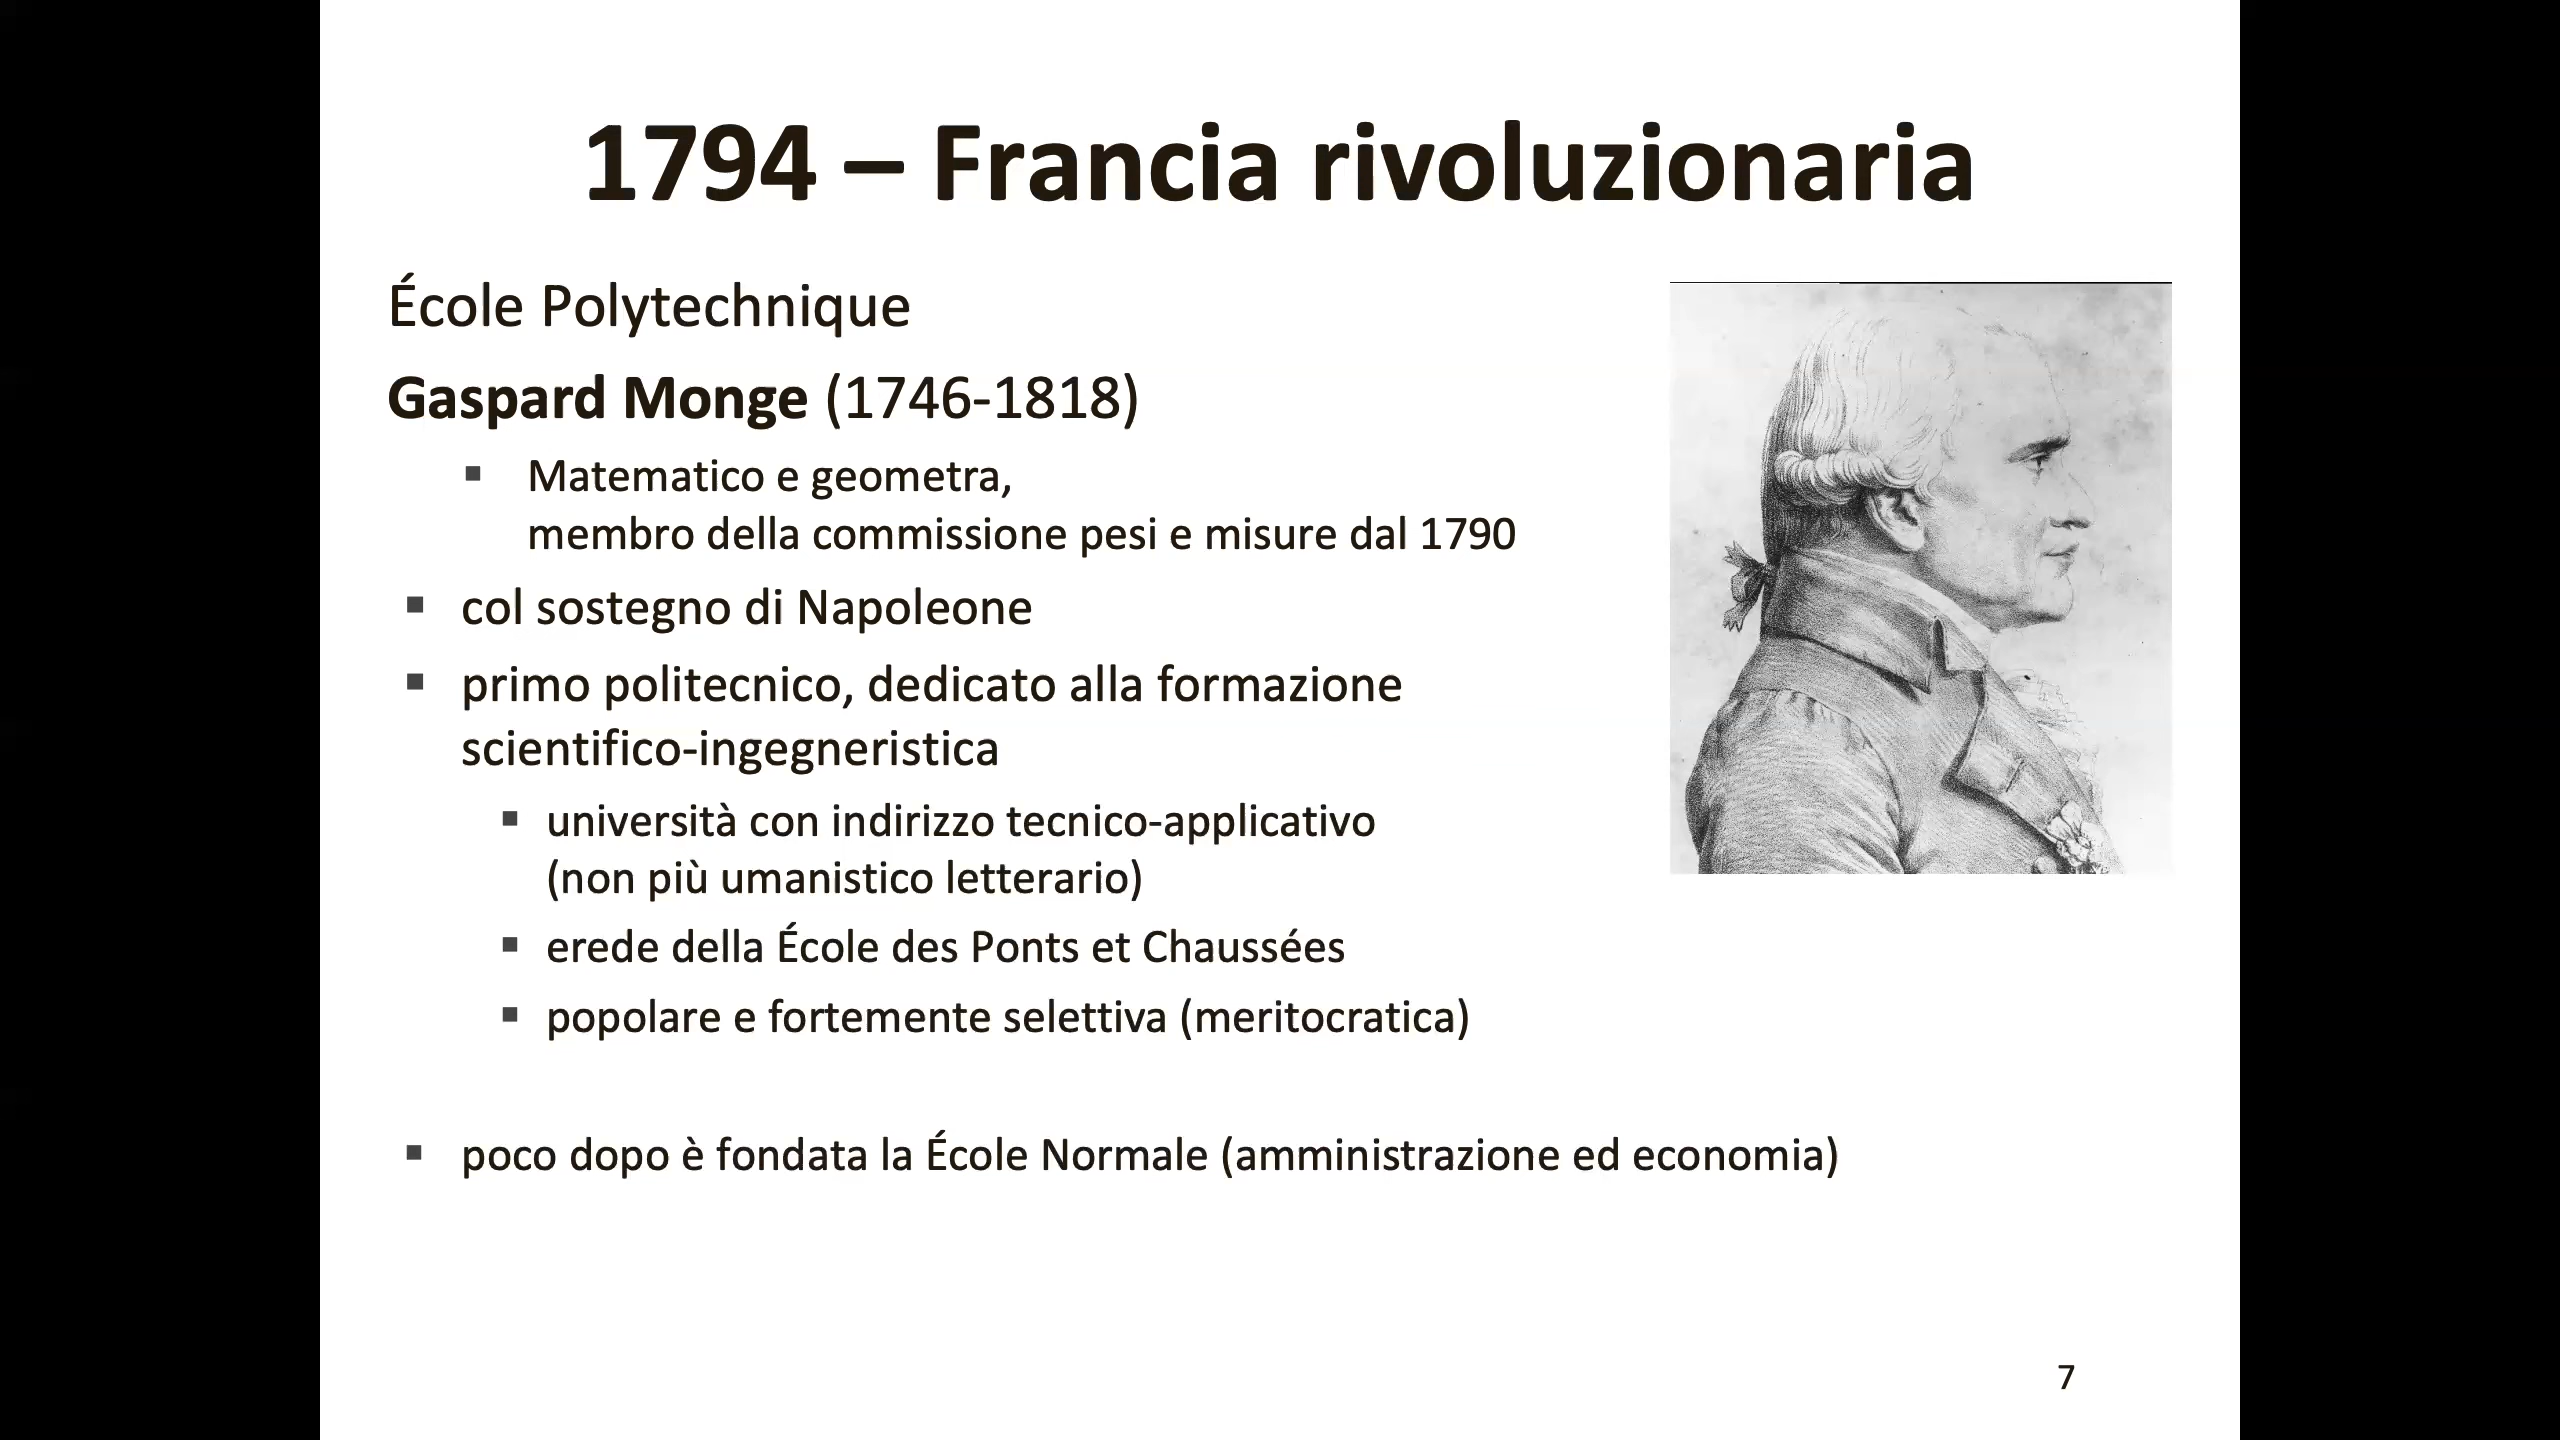 1794 – Francia rivoluzionaria
École Polytechnique
Gaspard Monge (1746-1818)
▪ Matematico e geometra,
membro della commissione pesi e misure dal 1790
▪ col sostegno di Napoleone
▪ primo politecnico, dedicato alla formazione
scientifico-ingegneristica
▪ università con indirizzo tecnico-applicativo
(non più umanistico letterario)
▪ erede della École des Ponts et Chaussées
▪ popolare e fortemente selettiva (meritocratica)
▪ poco dopo è fondata la École Normale (amministrazione ed economia)
7